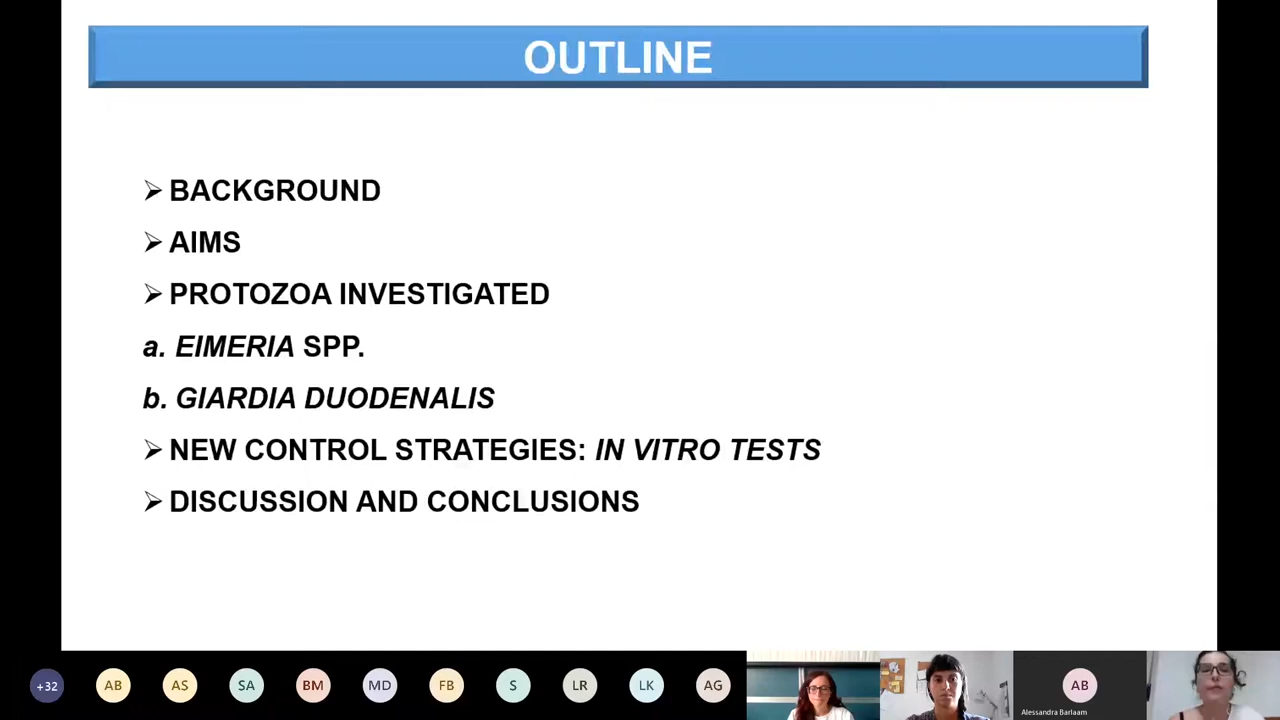 OUTLINE
➢ BACKGROUND
➢ AIMS
➢ PROTOZOA INVESTIGATED
a. EIMERIA SPP.
b. GIARDIA DUODENALIS
➢ NEW CONTROL STRATEGIES: IN VITRO TESTS
➢ DISCUSSION AND CONCLUSIONS
+32 AB AS SA BM MD FB S LR LK AG AB
Alessandra Barlaam